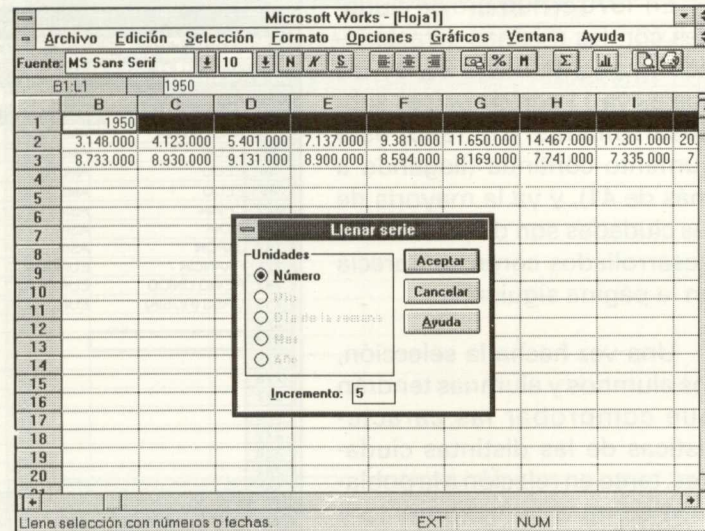 Microsoft Works - [Hoja1]
Archivo Edición Selección Formato Opciones Gráficos Ventana Ayuda
Fuente: MS Sans Serif 10 N K S % M Σ
B1:L1 1950
B C D E F G H I
1 1950
2 3.148.000 4.123.000 5.401.000 7.137.000 9.381.000 11.650.000 14.467.000 17.301.000 20.
3 8.733.000 8.930.000 9.131.000 8.900.000 8.594.000 8.169.000 7.741.000 7.335.000 7.
4
5
6
7
8
9
10
11
12
13
14
15
16
17
18
19
20
21
Llenar serie
Unidades
Número
Día
Día de la semana
Mes
Año
Incremento: 5
Aceptar
Cancelar
Ayuda
Llena selección con números o fechas. EXT NUM